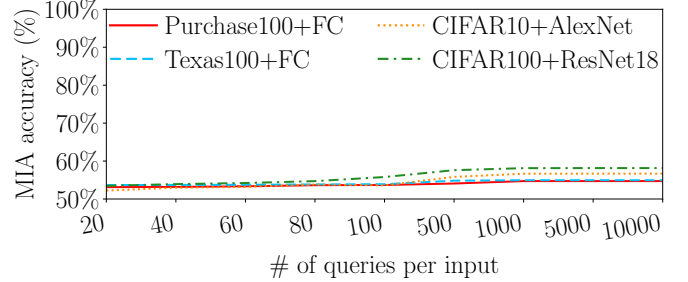 100%
90%
80%
70%
60%
50%
MIA accuracy (%)
Purchase100+FC
Texas100+FC
CIFAR10+AlexNet
CIFAR100+ResNet18
20 40 60 80 100 500 1000 5000 10000
# of queries per input